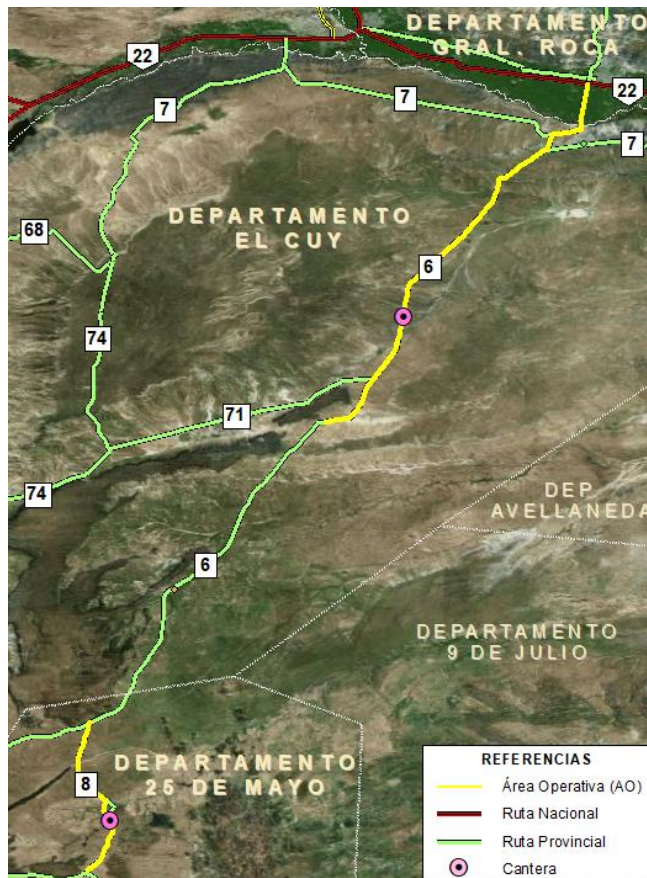 DEPARTAMENTO
GRAL. ROCA
22
22
7
7
7
DEPARTAMENTO
EL CUY
68
6
74
71
74
DEP
AVELLANEDA
6
DEPARTAMENTO
9 DE JULIO
DEPARTAMENTO
25 DE MAYO
8
REFERENCIAS
Área Operativa (AO)
Ruta Nacional
Ruta Provincial
Cantera